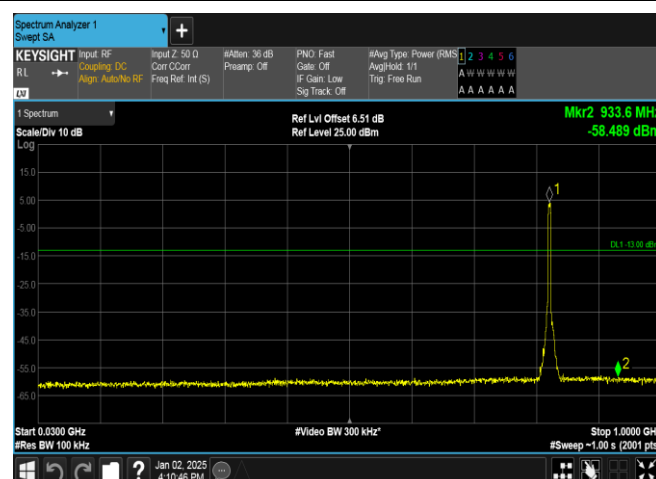 Spectrum Analyzer 1
Swept SA
+
KEYSIGHT
RL
LXI
Input: RF
Coupling: DC
Align: Auto/No RF
Input Z: 50 Ω
Corr CCorr
Freq Ref: Int (S)
#Atten: 36 dB
Preamp: Off
PNO: Fast
Gate: Off
IF Gain: Low
Sig Track: Off
#Avg Type: Power (RMS
Avg|Hold: 1/1
Trig: Free Run
1 2 3 4 5 6
A W W W W W
A A A A A A
1 Spectrum
Scale/Div 10 dB
Ref Lvl Offset 6.51 dB
Ref Level 25.00 dBm
Mkr2 933.6 MHz
-58.489 dBm
Log
15.0
5.00
-5.00
-15.0
-25.0
-35.0
-45.0
-55.0
-65.0
1
DL1 -13.00 dBm
2
Start 0.0300 GHz
#Res BW 100 kHz
#Video BW 300 kHz*
Stop 1.0000 GH
#Sweep ~1.00 s (2001 pts
?
Jan 02, 2025
4:10:46 PM